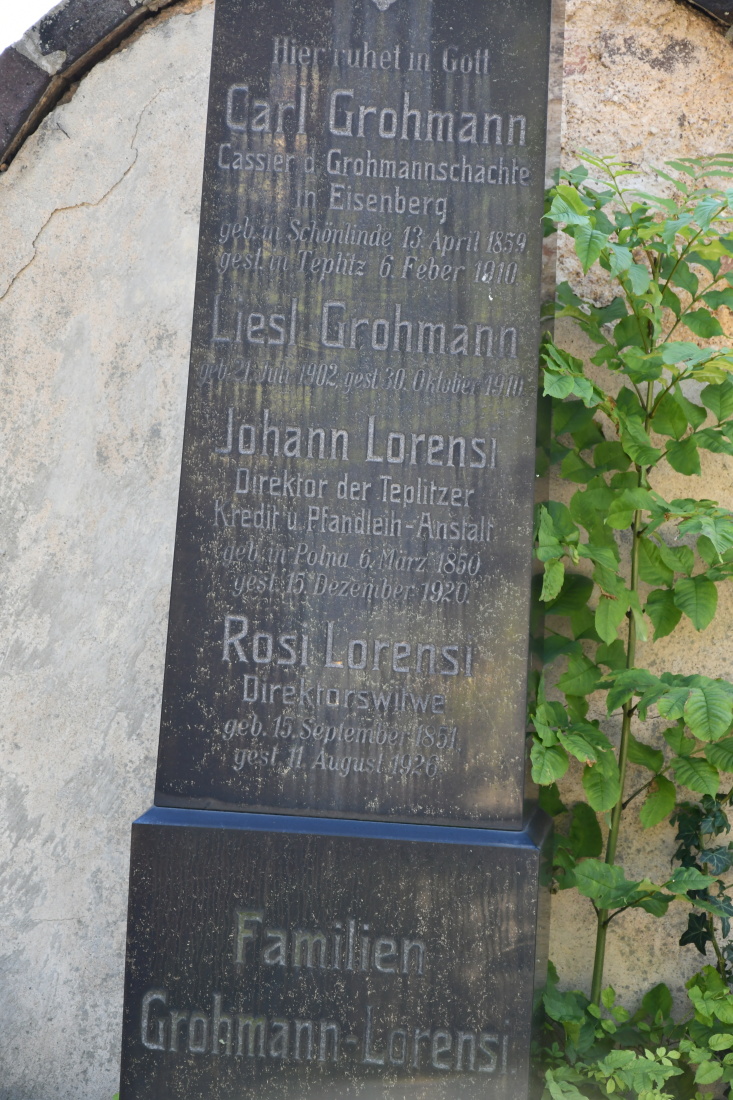 Hier ruhet in Gott
Carl Grohmann
Cassier d. Grohmannschachte
in Eisenberg
geb. in Schönlinde 13. April 1859
gest. in Teplitz 6. Feber 1910.
Liesl Grohmann
geb. 21. Juli 1902 gest. 30. Oktober 1910.
Johann Lorensi
Direktor der Teplitzer
Kredit u. Pfandleih-Anstalt
geb. in Polna 6. März 1850
gest. 15. Dezember 1920.
Rosi Lorensi
Direktorswitwe
geb. 15. September 1851
gest. 11. August 1926.
Familien
Grohmann-Lorensi